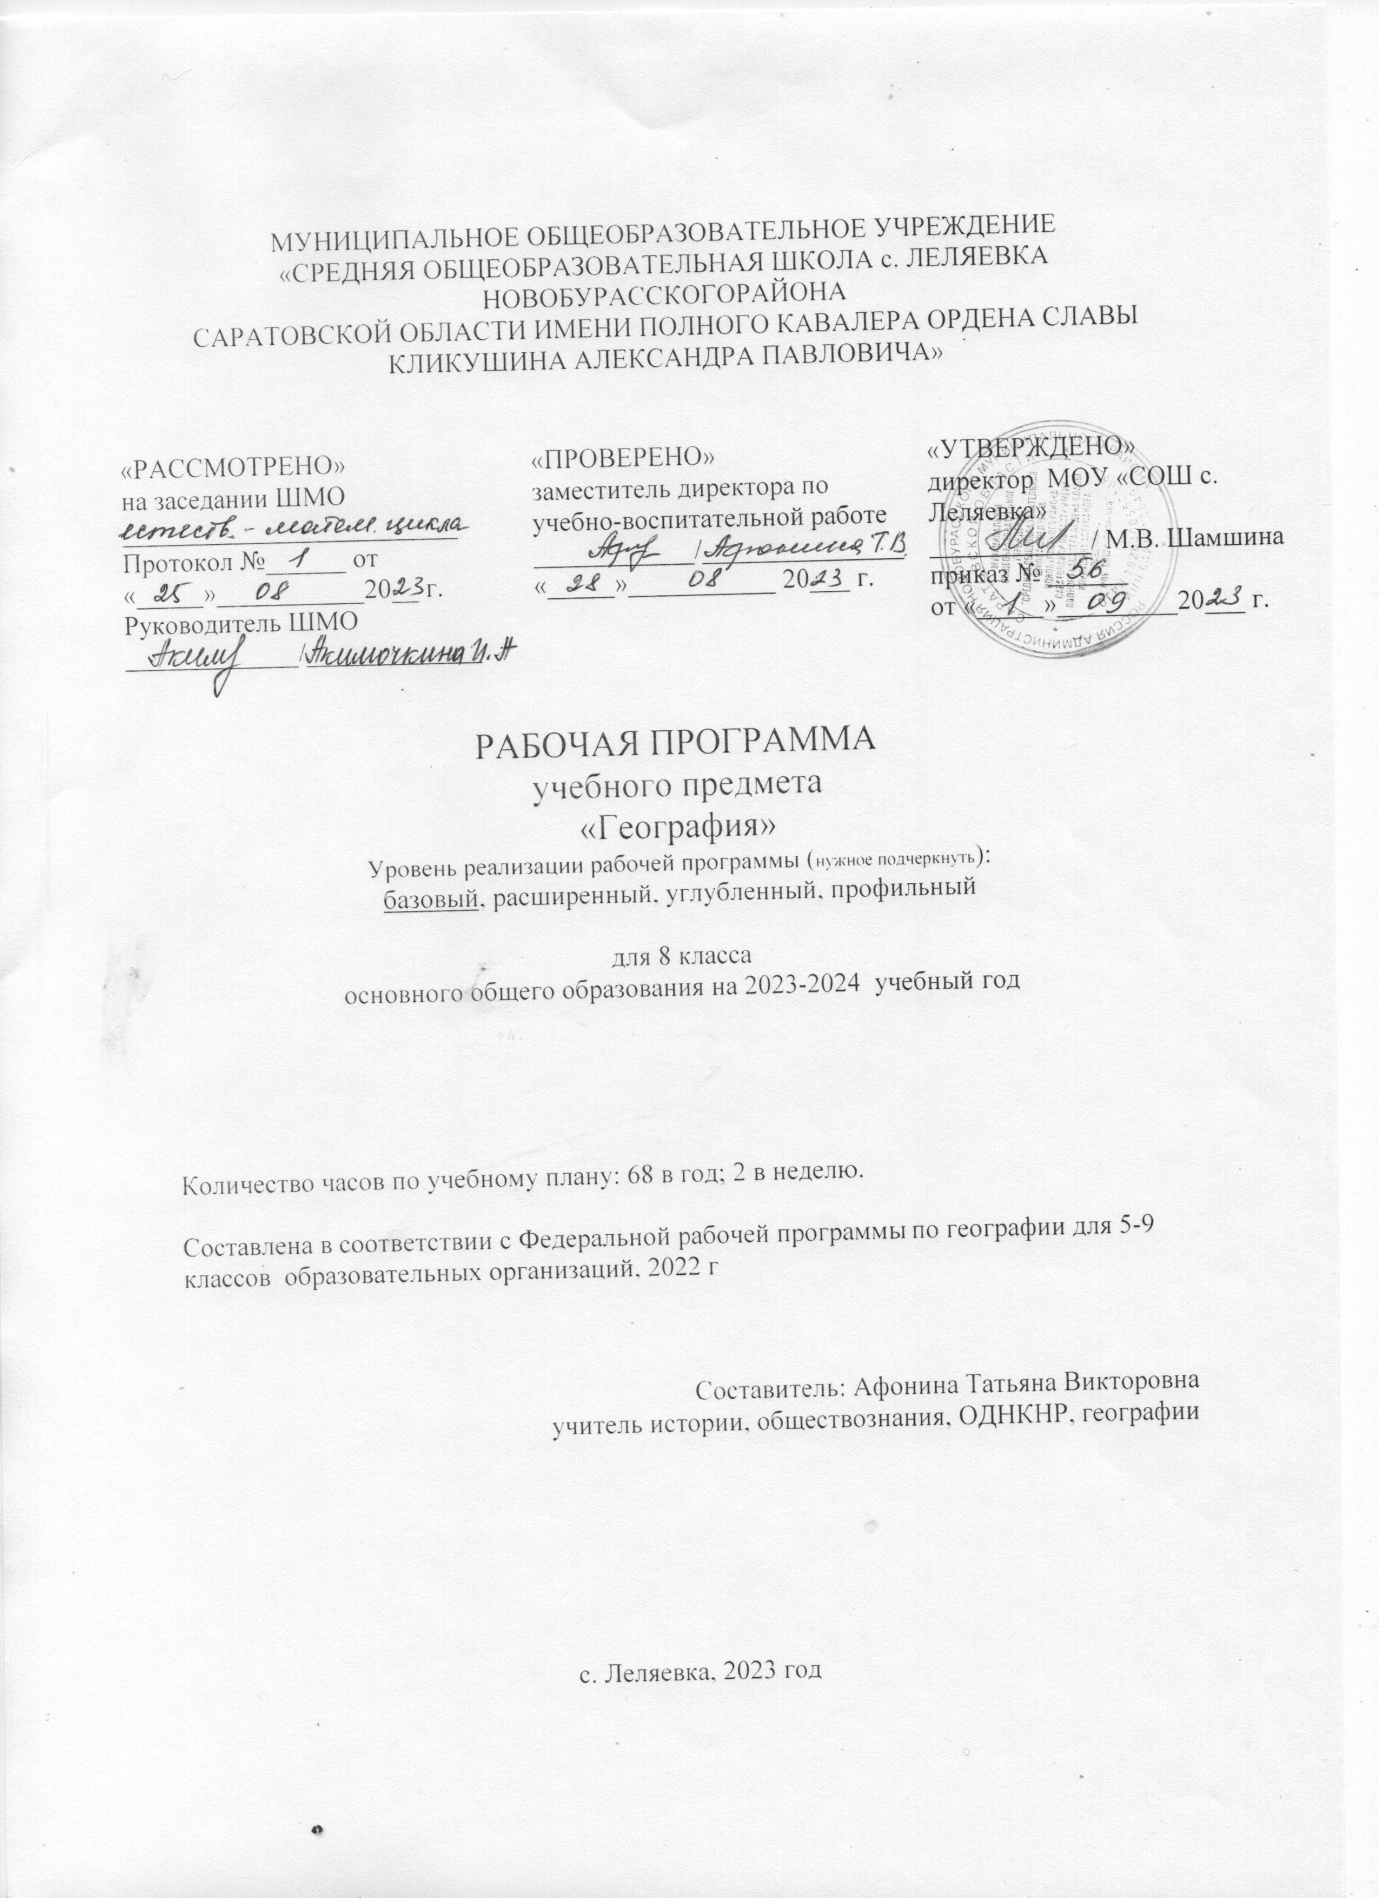 МУНИЦИПАЛЬНОЕ ОБЩЕОБРАЗОВАТЕЛЬНОЕ УЧРЕЖДЕНИЕ
«СРЕДНЯЯ ОБЩЕОБРАЗОВАТЕЛЬНАЯ ШКОЛА с. ЛЕЛЯЕВКА
НОВОБУРАССКОГОРАЙОНА
САРАТОВСКОЙ ОБЛАСТИ ИМЕНИ ПОЛНОГО КАВАЛЕРА ОРДЕНА СЛАВЫ
КЛИКУШИНА АЛЕКСАНДРА ПАВЛОВИЧА»
«РАССМОТРЕНО»
на заседании ШМО
естеств. - матем. цикла
Протокол № 1 от
«25» 08 2023г.
Руководитель ШМО
/Акимочкина И.А
«ПРОВЕРЕНО»
заместитель директора по
учебно-воспитательной работе
/Афонина Т.В.
«28» 08 2023 г.
«УТВЕРЖДЕНО»
директор МОУ «СОШ с.
Леляевка»
/ М.В. Шамшина
приказ № 56
от «1» 09 2023 г.
РАБОЧАЯ ПРОГРАММА
учебного предмета
«География»
Уровень реализации рабочей программы (нужное подчеркнуть):
базовый, расширенный, углубленный, профильный
для 8 класса
основного общего образования на 2023-2024 учебный год
Количество часов по учебному плану: 68 в год; 2 в неделю.
Составлена в соответствии с Федеральной рабочей программы по географии для 5-9
классов образовательных организаций, 2022 г
Составитель: Афонина Татьяна Викторовна
учитель истории, обществознания, ОДНКНР, географии
с. Леляевка, 2023 год